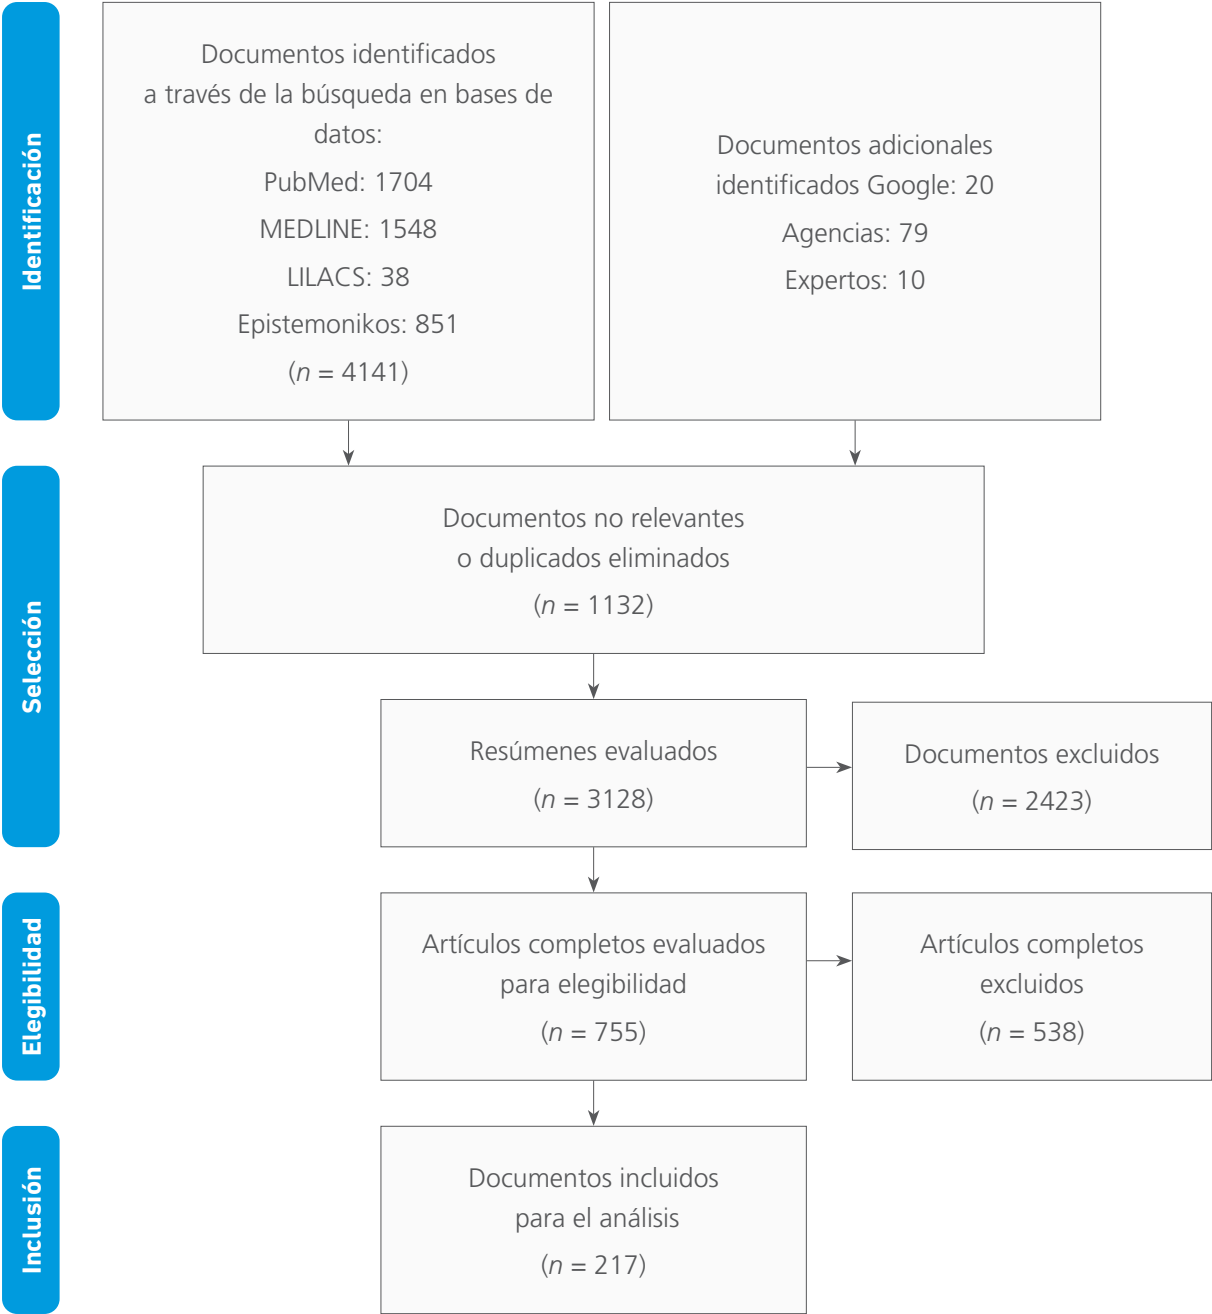 Identificación
Documentos identificados
a través de la búsqueda en bases de
datos:
PubMed: 1704
MEDLINE: 1548
LILACS: 38
Epistemonikos: 851
(n = 4141)
Documentos adicionales
identificados Google: 20
Agencias: 79
Expertos: 10
Selección
Documentos no relevantes
o duplicados eliminados
(n = 1132)
Resúmenes evaluados
(n = 3128)
Documentos excluidos
(n = 2423)
Elegibilidad
Artículos completos evaluados
para elegibilidad
(n = 755)
Artículos completos
excluidos
(n = 538)
Inclusión
Documentos incluidos
para el análisis
(n = 217)